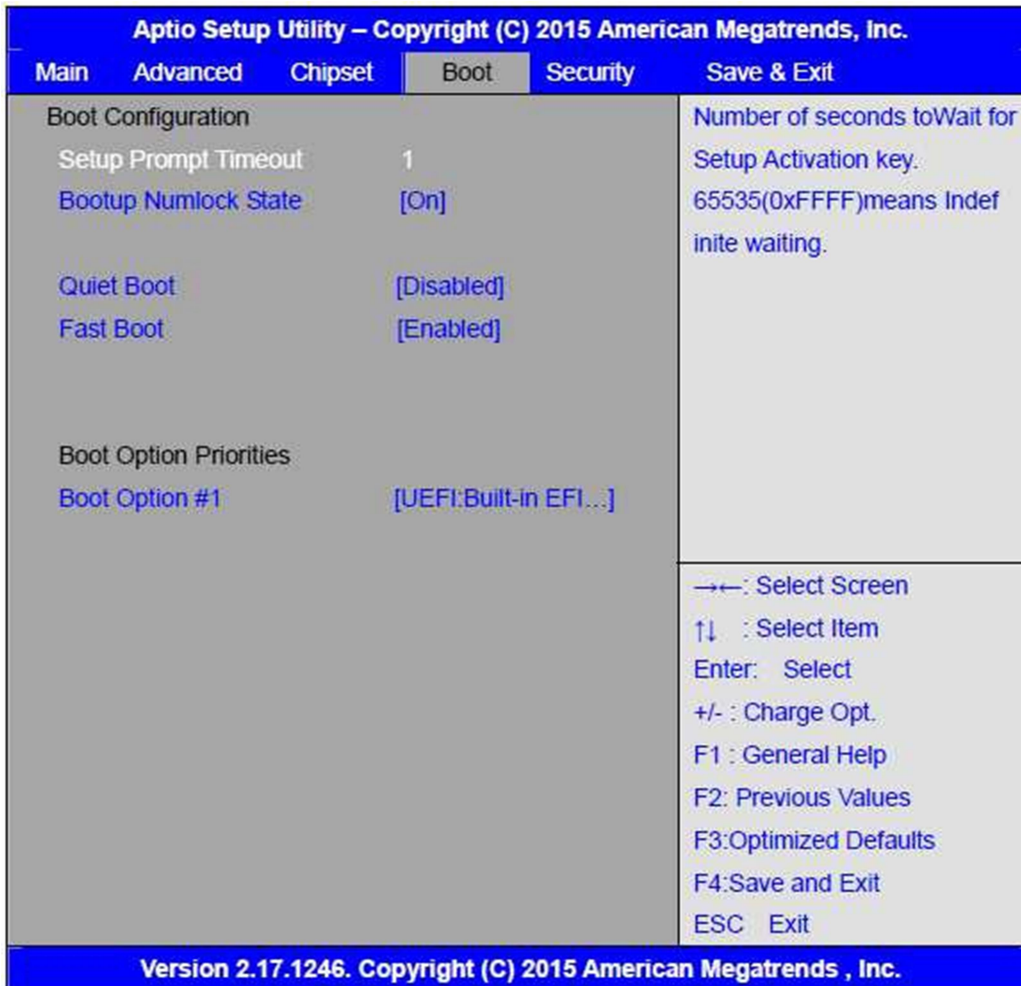 Aptio Setup Utility – Copyright (C) 2015 American Megatrends, Inc.
Main Advanced Chipset Boot Security Save & Exit
Boot Configuration
Setup Prompt Timeout 1
Bootup Numlock State [On]
Quiet Boot [Disabled]
Fast Boot [Enabled]
Boot Option Priorities
Boot Option #1 [UEFI:Built-in EFI…]
Number of seconds toWait for
Setup Activation key.
65535(0xFFFF)means Indef
inite waiting.
→←: Select Screen
↑↓ : Select Item
Enter: Select
+/- : Charge Opt.
F1 : General Help
F2: Previous Values
F3:Optimized Defaults
F4:Save and Exit
ESC Exit
Version 2.17.1246. Copyright (C) 2015 American Megatrends , Inc.